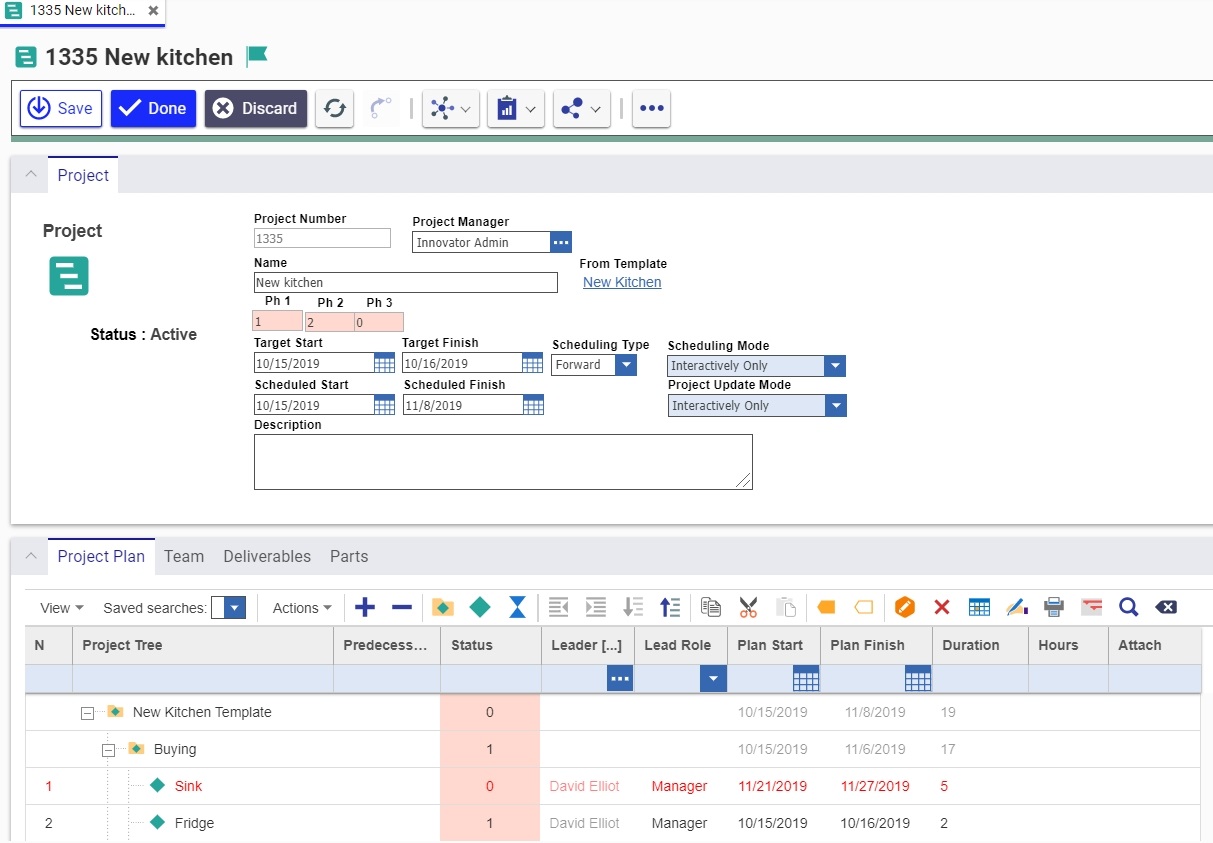 1335 New kitch...
1335 New kitchen
Save Done Discard
Project
Project
Status : Active
Project Number
1335
Project Manager
Innovator Admin
Name
New kitchen
From Template
New Kitchen
Ph 1 Ph 2 Ph 3
1 2 0
Target Start Target Finish Scheduling Type Scheduling Mode
10/15/2019 10/16/2019 Forward Interactively Only
Scheduled Start Scheduled Finish Project Update Mode
10/15/2019 11/8/2019 Interactively Only
Description
Project Plan Team Deliverables Parts
View Saved searches: Actions
N Project Tree Predecess... Status Leader [...] Lead Role Plan Start Plan Finish Duration Hours Attach
New Kitchen Template 0 10/15/2019 11/8/2019 19
Buying 1 10/15/2019 11/6/2019 17
1 Sink 0 David Elliot Manager 11/21/2019 11/27/2019 5
2 Fridge 1 David Elliot Manager 10/15/2019 10/16/2019 2